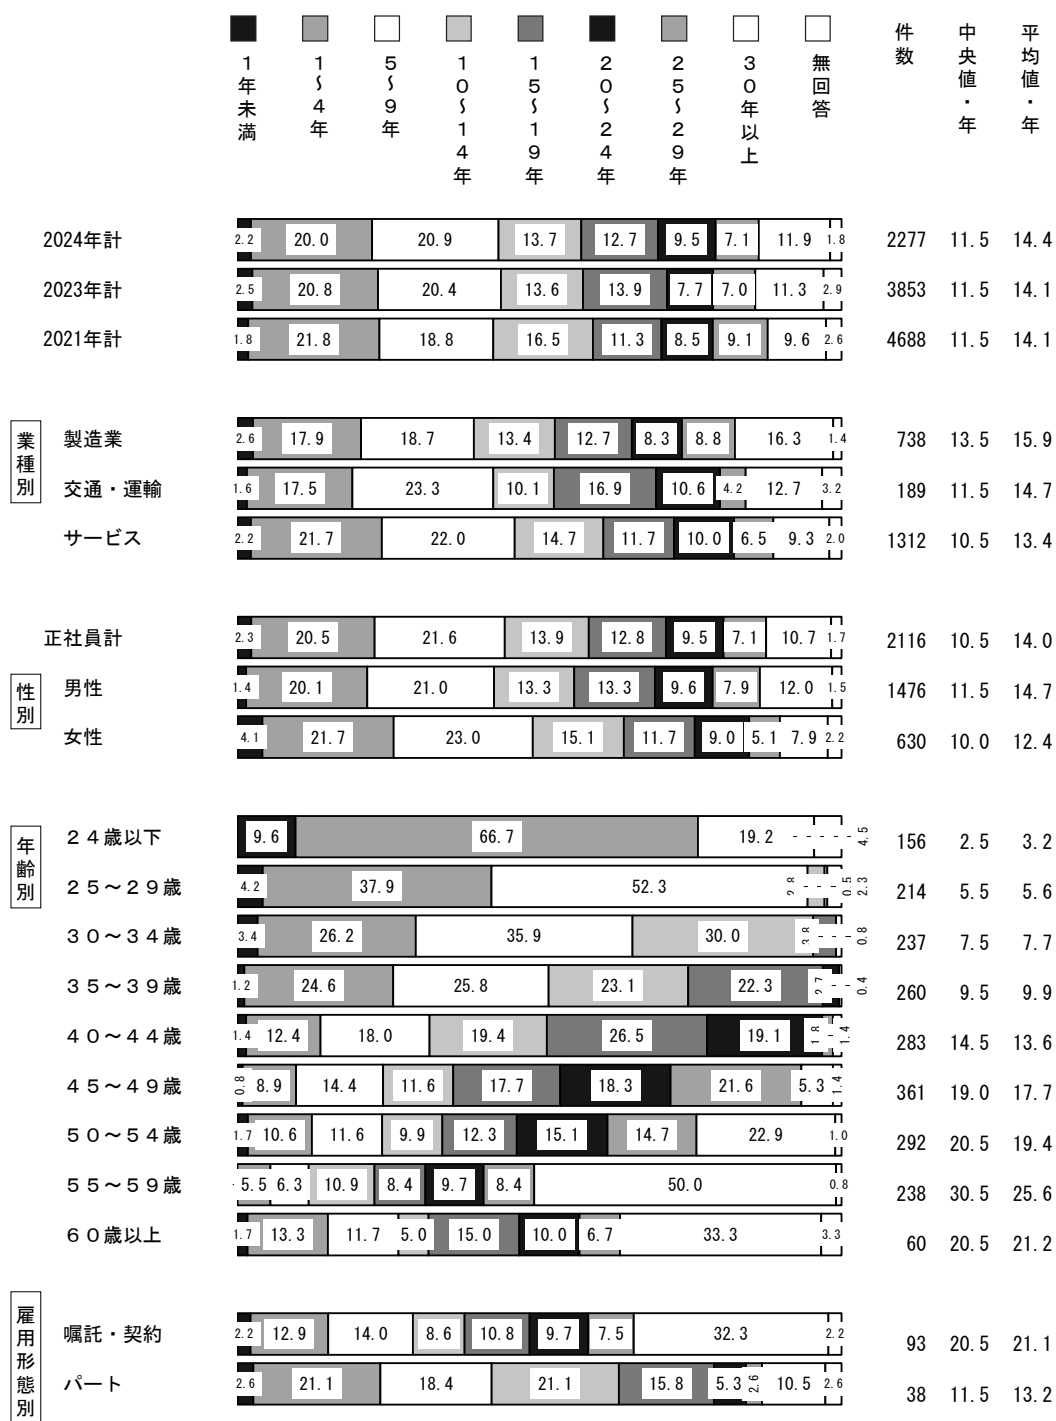 1年未満
1〜4年
5〜9年
10〜14年
15〜19年
20〜24年
25〜29年
30年以上
無回答
件数
中央値・年
平均値・年
2024年計 2.2 20.0 20.9 13.7 12.7 9.5 7.1 11.9 1.8 2277 11.5 14.4
2023年計 2.5 20.8 20.4 13.6 13.9 7.7 7.0 11.3 2.9 3853 11.5 14.1
2021年計 1.8 21.8 18.8 16.5 11.3 8.5 9.1 9.6 2.6 4688 11.5 14.1
業種別
製造業 2.6 17.9 18.7 13.4 12.7 8.3 8.8 16.3 1.4 738 13.5 15.9
交通・運輸 1.6 17.5 23.3 10.1 16.9 10.6 4.2 12.7 3.2 189 11.5 14.7
サービス 2.2 21.7 22.0 14.7 11.7 10.0 6.5 9.3 2.0 1312 10.5 13.4
正社員計 2.3 20.5 21.6 13.9 12.8 9.5 7.1 10.7 1.7 2116 10.5 14.0
性別
男性 1.4 20.1 21.0 13.3 13.3 9.6 7.9 12.0 1.5 1476 11.5 14.7
女性 4.1 21.7 23.0 15.1 11.7 9.0 5.1 7.9 2.2 630 10.0 12.4
年齢別
24歳以下 9.6 66.7 19.2 4.5 156 2.5 3.2
25〜29歳 4.2 37.9 52.3 2.8 0.5 2.3 214 5.5 5.6
30〜34歳 3.4 26.2 35.9 30.0 3.8 0.8 237 7.5 7.7
35〜39歳 1.2 24.6 25.8 23.1 22.3 2.7 0.4 260 9.5 9.9
40〜44歳 1.4 12.4 18.0 19.4 26.5 19.1 1.8 1.4 283 14.5 13.6
45〜49歳 0.8 8.9 14.4 11.6 17.7 18.3 21.6 5.3 1.4 361 19.0 17.7
50〜54歳 1.7 10.6 11.6 9.9 12.3 15.1 14.7 22.9 1.0 292 20.5 19.4
55〜59歳 - 5.5 6.3 10.9 8.4 9.7 8.4 50.0 0.8 238 30.5 25.6
60歳以上 1.7 13.3 11.7 5.0 15.0 10.0 6.7 33.3 3.3 60 20.5 21.2
雇用形態別
嘱託・契約 2.2 12.9 14.0 8.6 10.8 9.7 7.5 32.3 2.2 93 20.5 21.1
パート 2.6 21.1 18.4 21.1 15.8 5.3 2.6 10.5 2.6 38 11.5 13.2